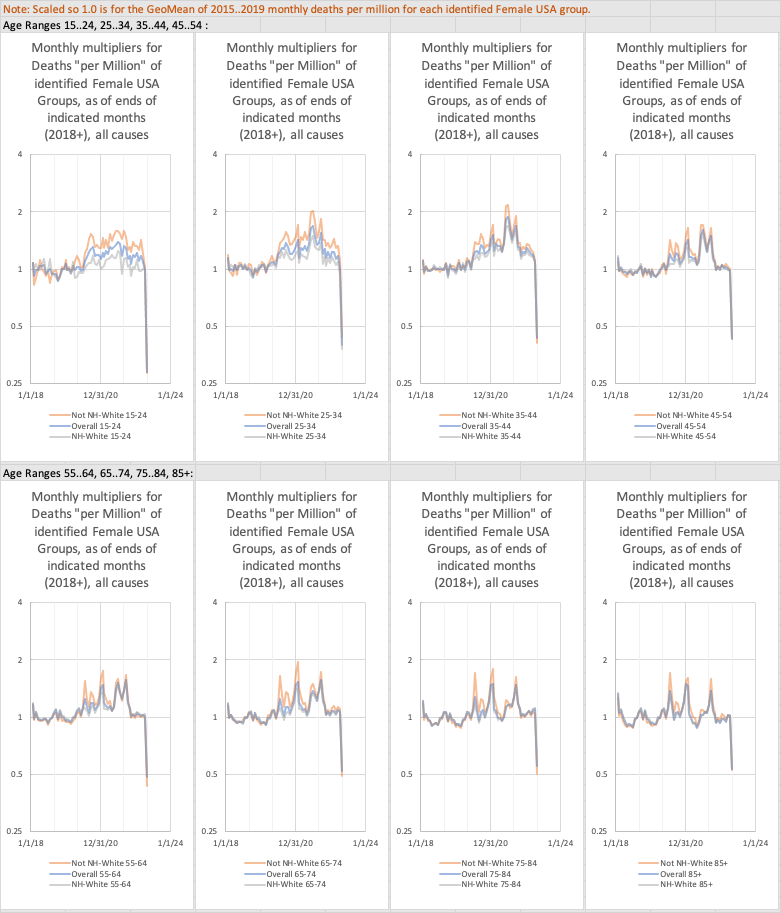 Note: Scaled so 1.0 is for the GeoMean of 2015..2019 monthly deaths per million for each identified Female USA group.
Age Ranges 15..24, 25..34, 35..44, 45..54 :
Monthly multipliers for
Deaths "per Million" of
identified Female USA
Groups, as of ends of
indicated months
(2018+), all causes
4
2
1
0.5
0.25
1/1/18
12/31/20
1/1/24
Not NH-White 15-24
Overall 15-24
NH-White 15-24
Monthly multipliers for
Deaths "per Million" of
identified Female USA
Groups, as of ends of
indicated months
(2018+), all causes
4
2
1
0.5
0.25
1/1/18
12/31/20
1/1/24
Not NH-White 25-34
Overall 25-34
NH-White 25-34
Monthly multipliers for
Deaths "per Million" of
identified Female USA
Groups, as of ends of
indicated months
(2018+), all causes
4
2
1
0.5
0.25
1/1/18
12/31/20
1/1/24
Not NH-White 35-44
Overall 35-44
NH-White 35-44
Monthly multipliers for
Deaths "per Million" of
identified Female USA
Groups, as of ends of
indicated months
(2018+), all causes
4
2
1
0.5
0.25
1/1/18
12/31/20
1/1/24
Not NH-White 45-54
Overall 45-54
NH-White 45-54
Age Ranges 55..64, 65..74, 75..84, 85+:
Monthly multipliers for
Deaths "per Million" of
identified Female USA
Groups, as of ends of
indicated months
(2018+), all causes
4
2
1
0.5
0.25
1/1/18
12/31/20
1/1/24
Not NH-White 55-64
Overall 55-64
NH-White 55-64
Monthly multipliers for
Deaths "per Million" of
identified Female USA
Groups, as of ends of
indicated months
(2018+), all causes
4
2
1
0.5
0.25
1/1/18
12/31/20
1/1/24
Not NH-White 65-74
Overall 65-74
NH-White 65-74
Monthly multipliers for
Deaths "per Million" of
identified Female USA
Groups, as of ends of
indicated months
(2018+), all causes
4
2
1
0.5
0.25
1/1/18
12/31/20
1/1/24
Not NH-White 75-84
Overall 75-84
NH-White 75-84
Monthly multipliers for
Deaths "per Million" of
identified Female USA
Groups, as of ends of
indicated months
(2018+), all causes
4
2
1
0.5
0.25
1/1/18
12/31/20
1/1/24
Not NH-White 85+
Overall 85+
NH-White 85+